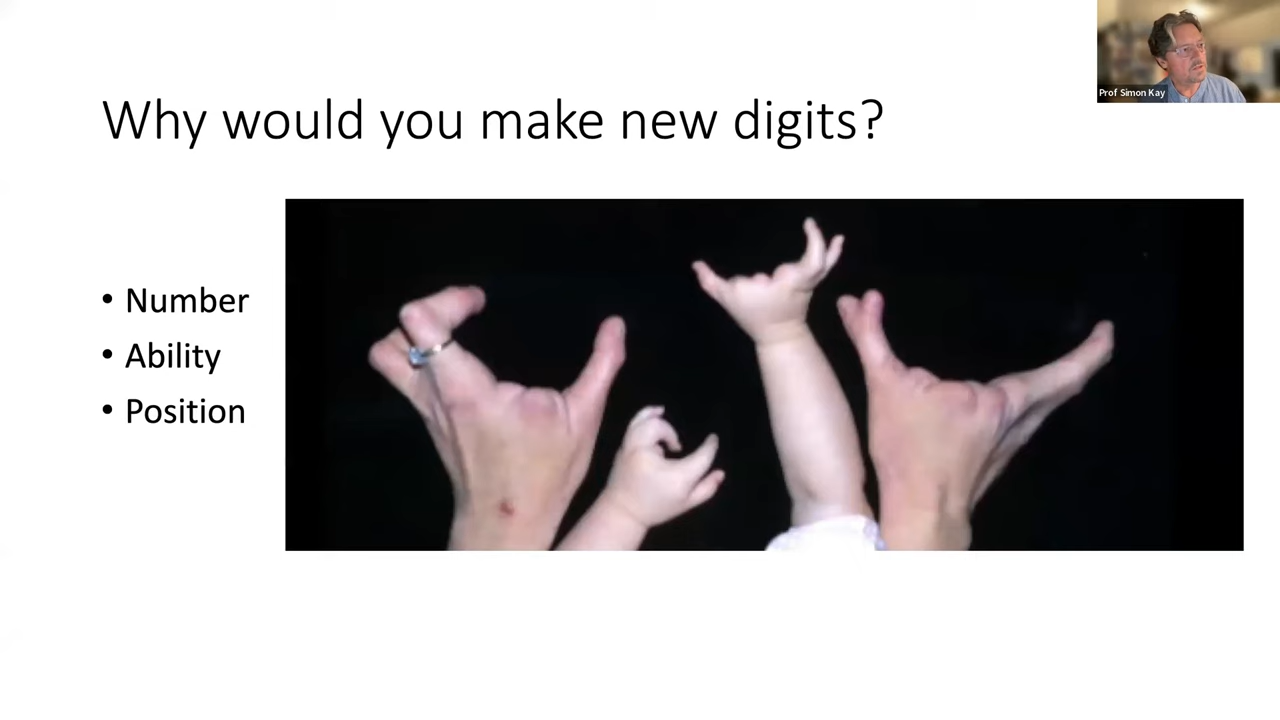 Prof Simon Kay
Why would you make new digits?
• Number
• Ability
• Position